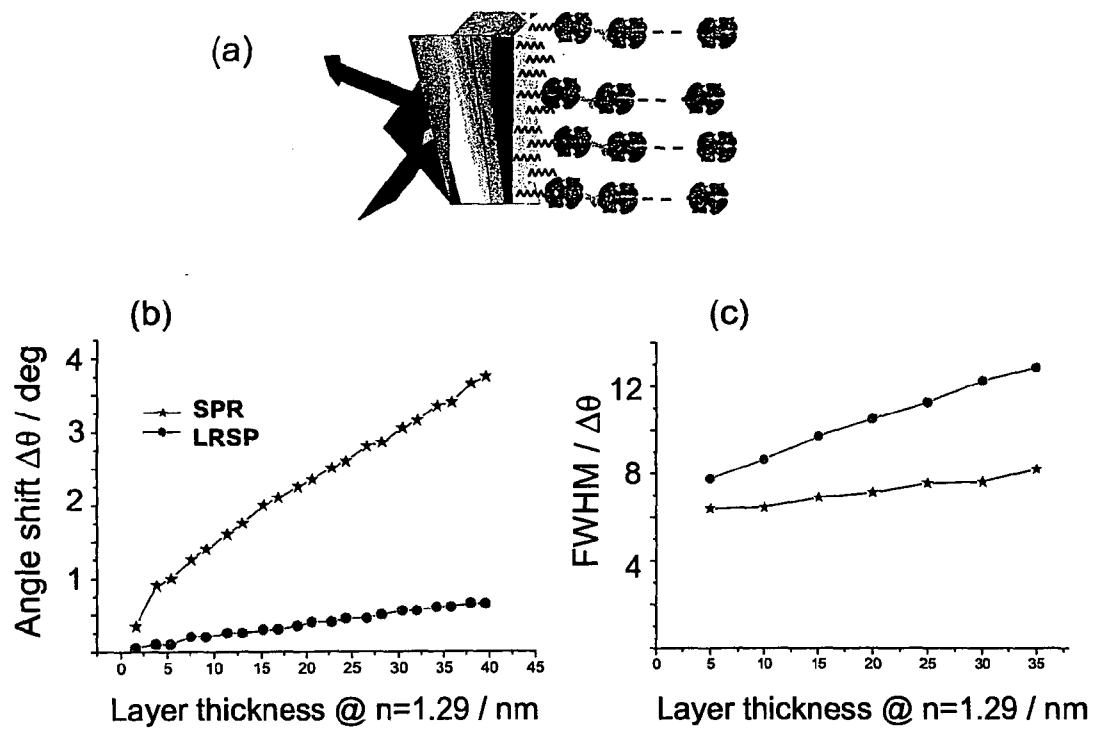 (a)
(b)
(c)
Angle shift Δθ / deg
4
3
2
1
SPR
LRSP
0 5 10 15 20 25 30 35 40 45
Layer thickness @ n=1.29 / nm
FWHM / Δθ
12
8
4
0 5 10 15 20 25 30 35
Layer thickness @ n=1.29 / nm